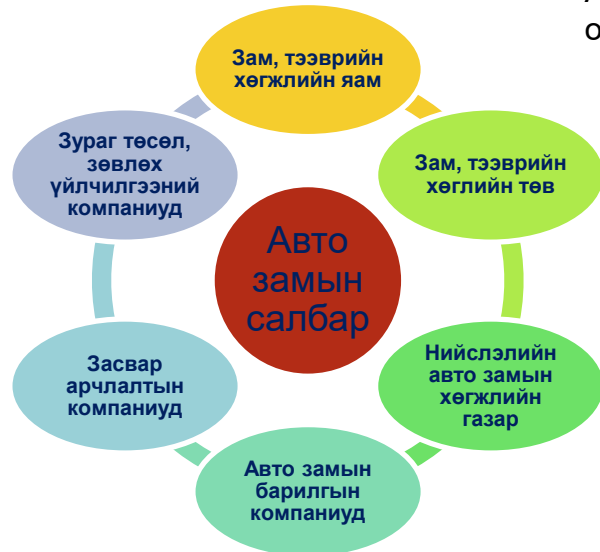 Зам, тээврийн
хөгжлийн яам
Зам, тээврийн
хөглийн төв
Нийслэлийн
авто замын
хөгжлийн
газар
Авто замын
барилгын
компаниуд
Засвар
арчлалтын
компаниуд
Зураг төсөл,
зөвлөх
үйлчилгээний
компаниуд
Авто
замын
салбар